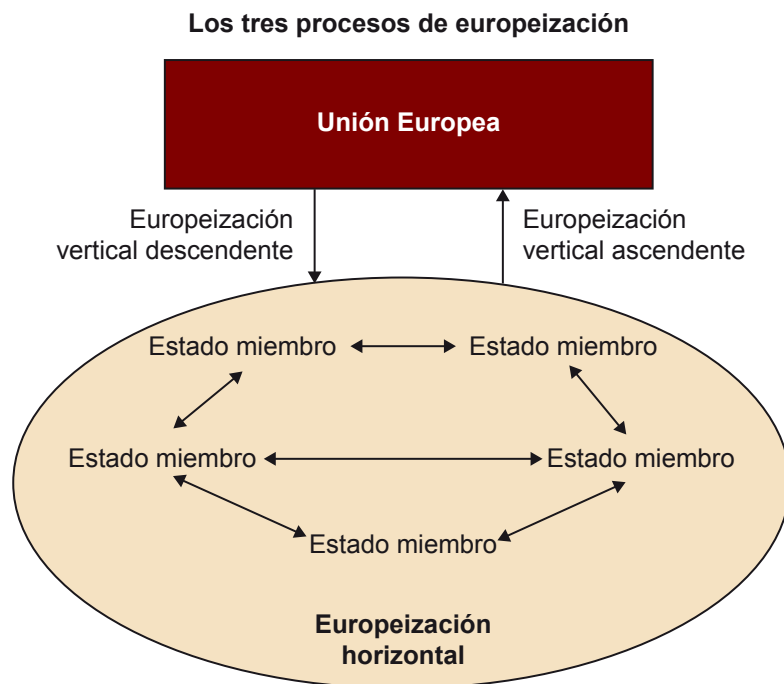 Los tres procesos de europeización
Unión Europea
Europeización
vertical descendente
Europeización
vertical ascendente
Estado miembro
Estado miembro
Estado miembro
Estado miembro
Estado miembro
Europeización
horizontal